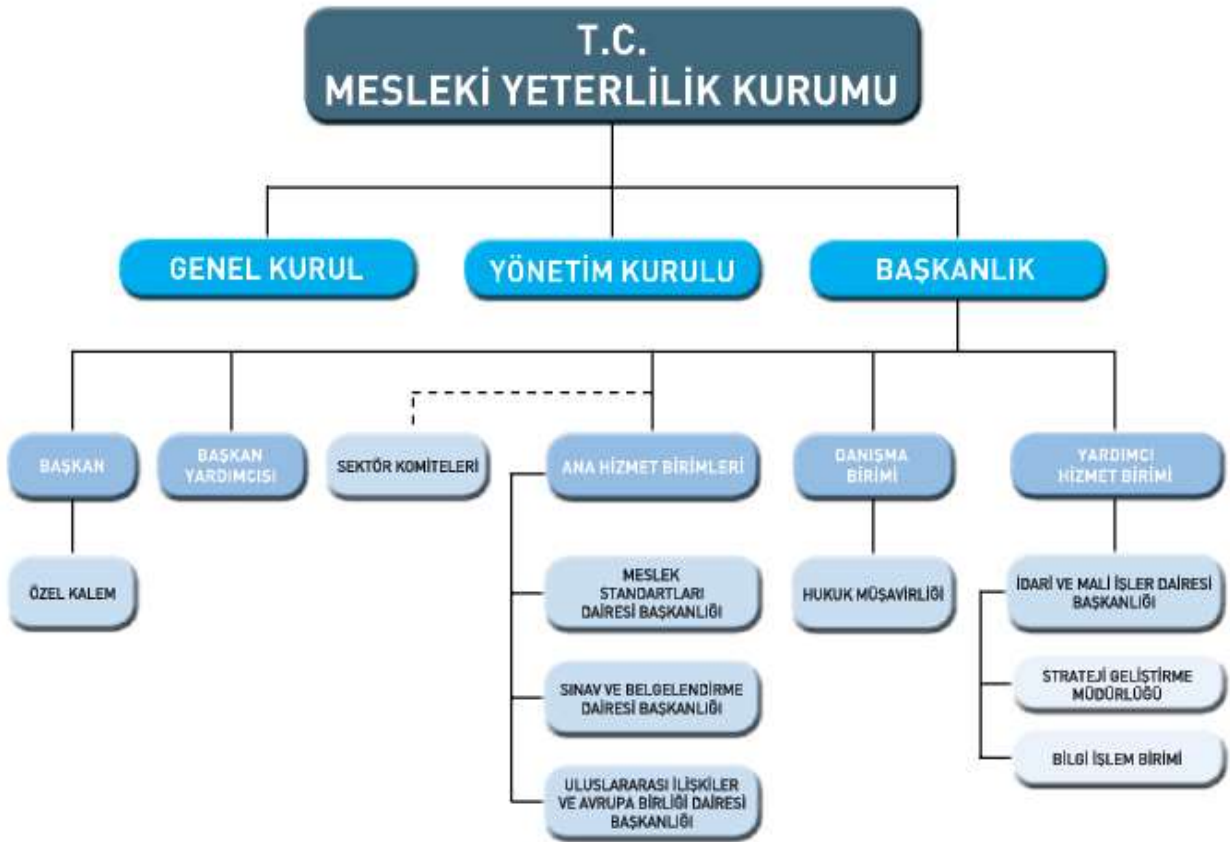 T.C.
MESLEKİ YETERLİLİK KURUMU
GENEL KURUL
YÖNETİM KURULU
BAŞKANLIK
BAŞKAN
BAŞKAN
YARDIMCISI
SEKTÖR KOMİTELERİ
ANA HİZMET BİRİMLERİ
DANIŞMA
BİRİMİ
YARDIMCI
HİZMET BİRİMİ
ÖZEL KALEM
MESLEK
STANDARTLARI
DAİRESİ BAŞKANLIĞI
HUKUK MÜŞAVİRLİĞİ
İDARİ VE MALİ İŞLER DAİRESİ
BAŞKANLIĞI
SINAV VE BELGELENDİRME
DAİRESİ BAŞKANLIĞI
STRATEJİ GELİŞTİRME
MÜDÜRLÜĞÜ
BİLGİ İŞLEM BİRİMİ
ULUSLARARASI İLİŞKİLER
VE AVRUPA BİRLİĞİ DAİRESİ
BAŞKANLIĞI